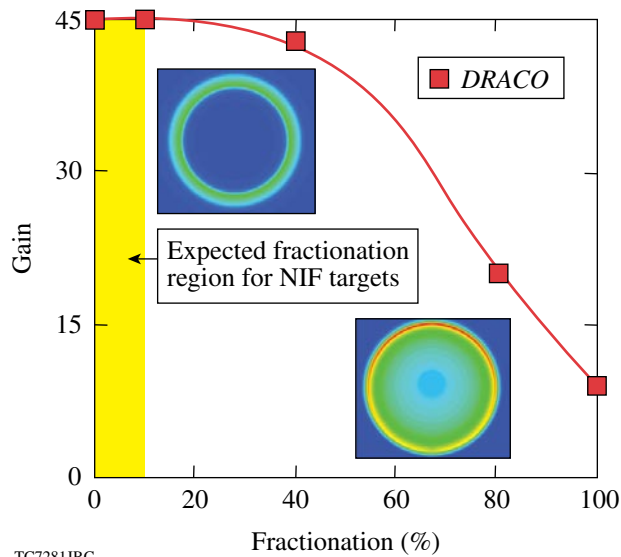 45
30
15
0
Gain
DRACO
Expected fractionation
region for NIF targets
0 20 40 60 80 100
Fractionation (%)